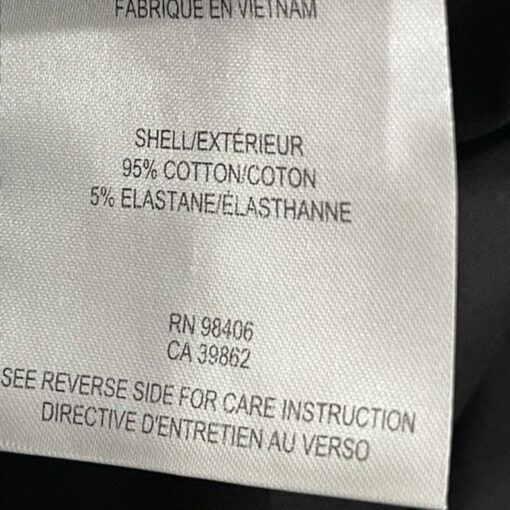 FABRIQUÉ EN VIETNAM
SHELL/EXTÉRIEUR
95% COTTON/COTON
5% ELASTANE/ÉLASTHANNE
RN 98406
CA 39862
SEE REVERSE SIDE FOR CARE INSTRUCTION
DIRECTIVE D'ENTRETIEN AU VERSO